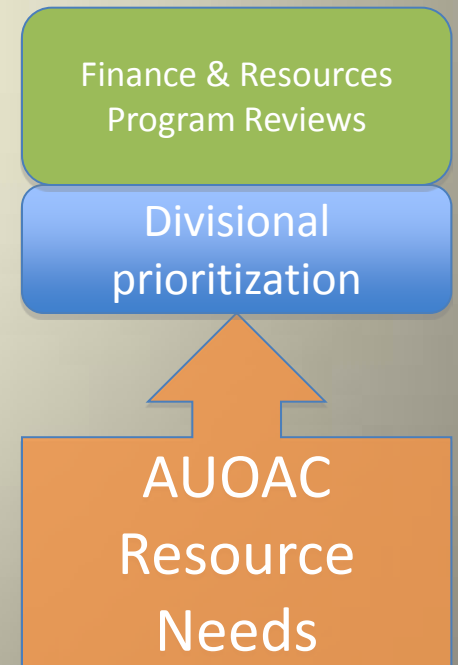 Finance & Resources
Program Reviews
Divisional
prioritization
AUOAC
Resource
Needs